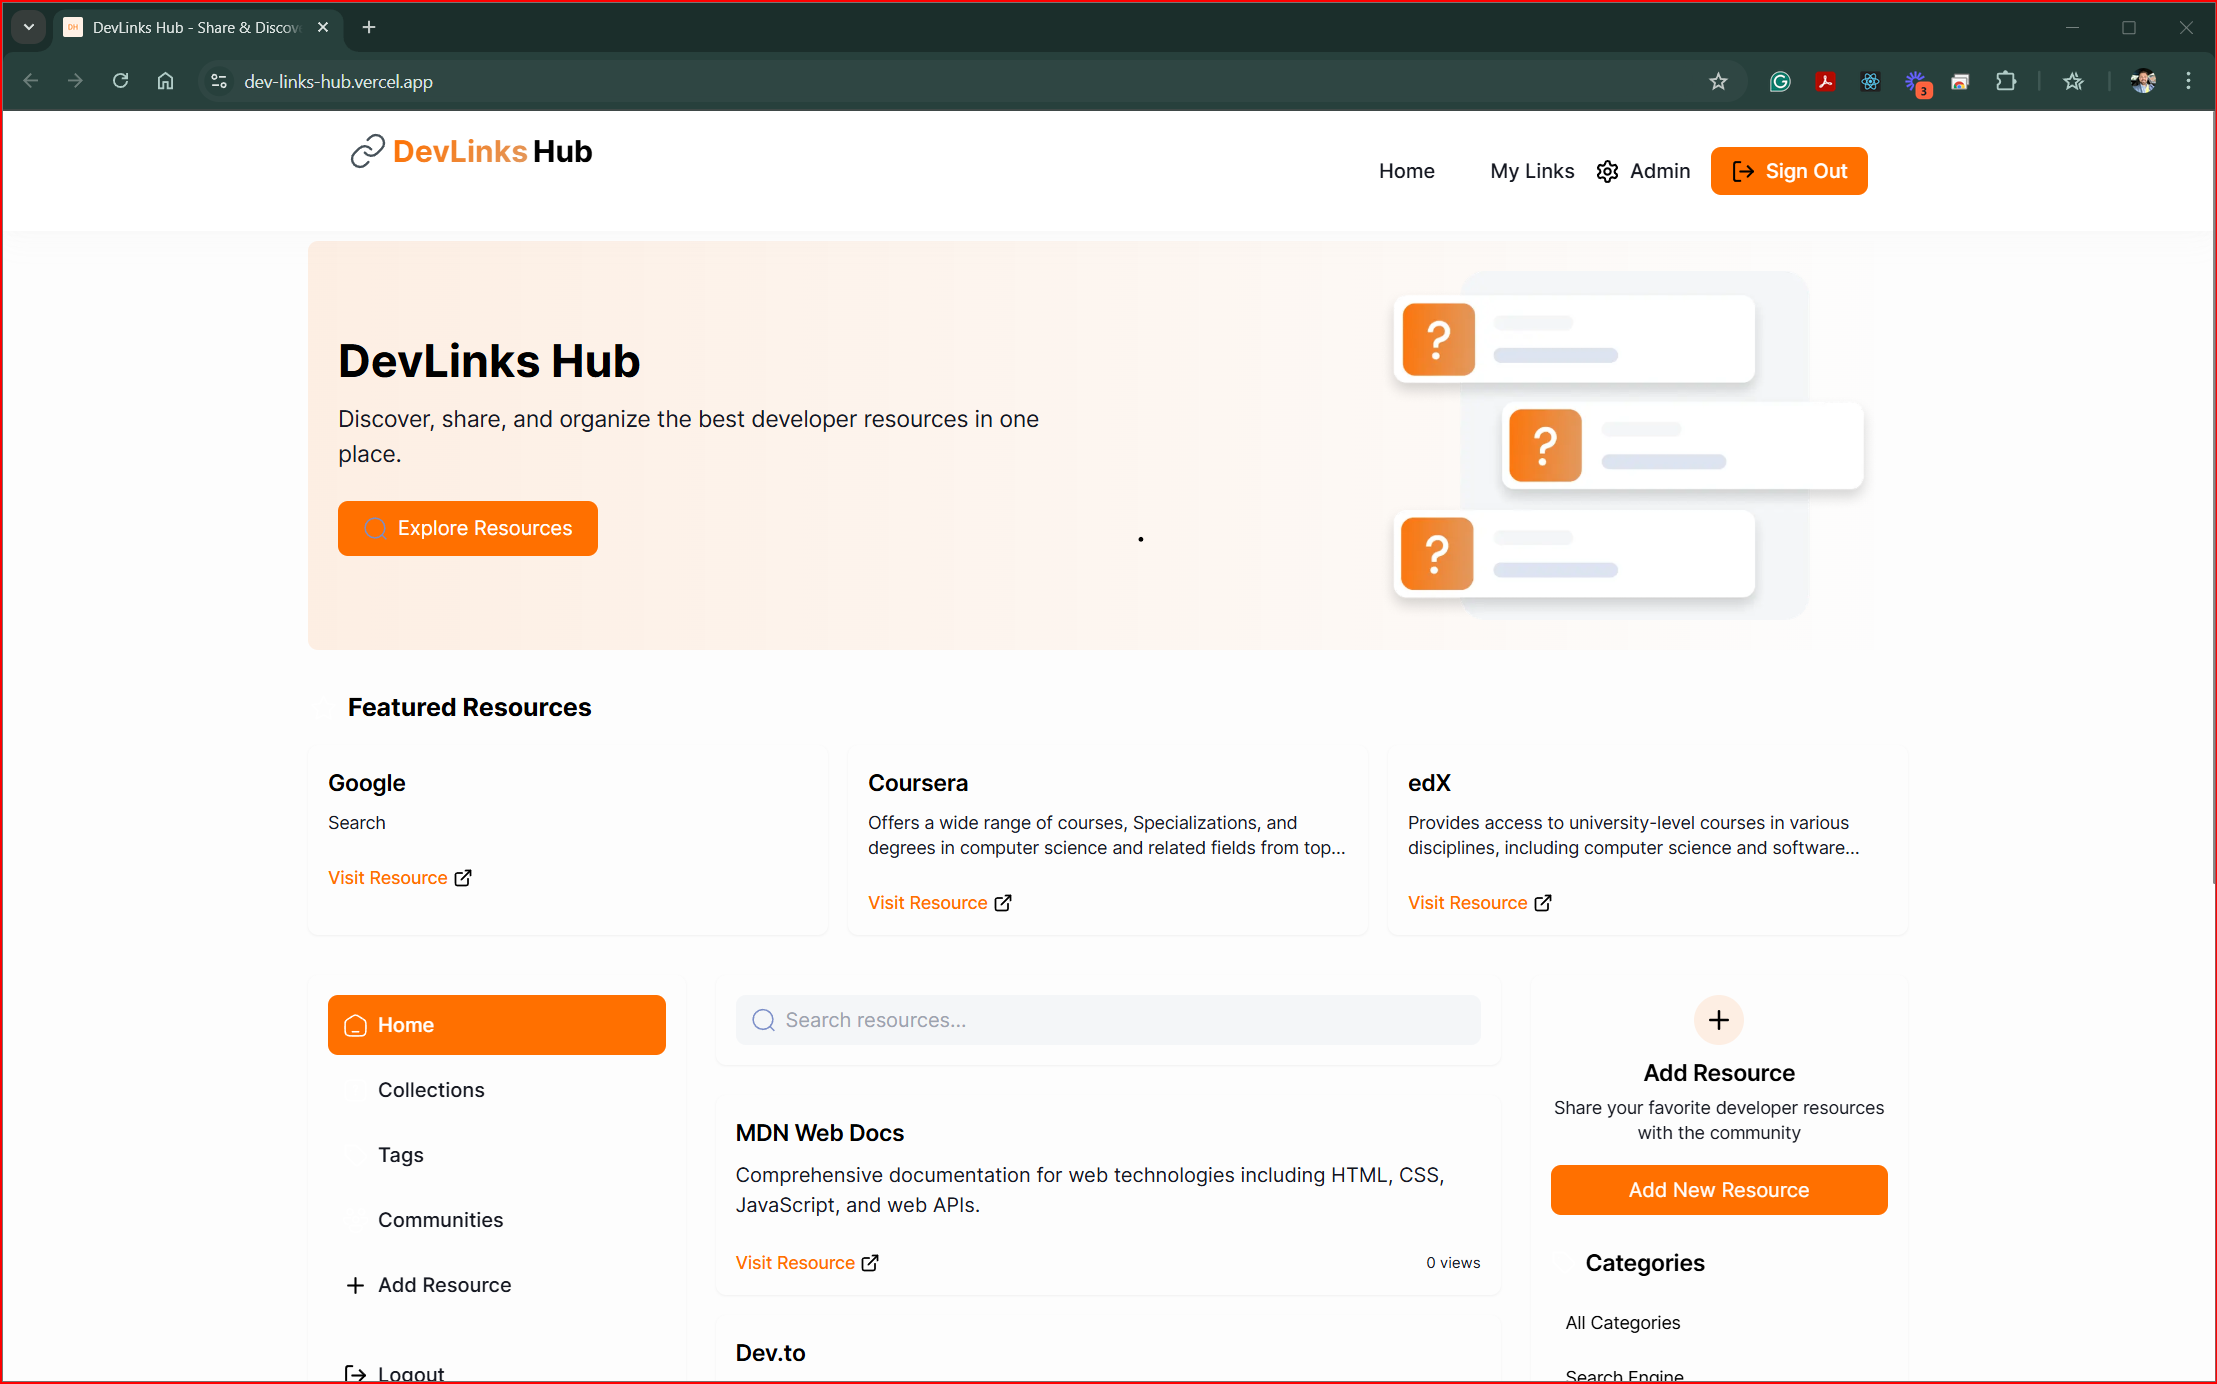 DevLinks Hub - Share & Discov
dev-links-hub.vercel.app
3
DevLinks Hub
Home
My Links
Admin
Sign Out
DevLinks Hub
Discover, share, and organize the best developer resources in one
place.
Explore Resources
?
?
?
Featured Resources
Google
Search
Visit Resource
Coursera
Offers a wide range of courses, Specializations, and
degrees in computer science and related fields from top...
Visit Resource
edX
Provides access to university-level courses in various
disciplines, including computer science and software...
Visit Resource
Home
Collections
Tags
Communities
Add Resource
Logout
Search resources...
MDN Web Docs
Comprehensive documentation for web technologies including HTML, CSS,
JavaScript, and web APIs.
Visit Resource
0 views
Dev.to
Add Resource
Share your favorite developer resources
with the community
Add New Resource
Categories
All Categories
Search Engine